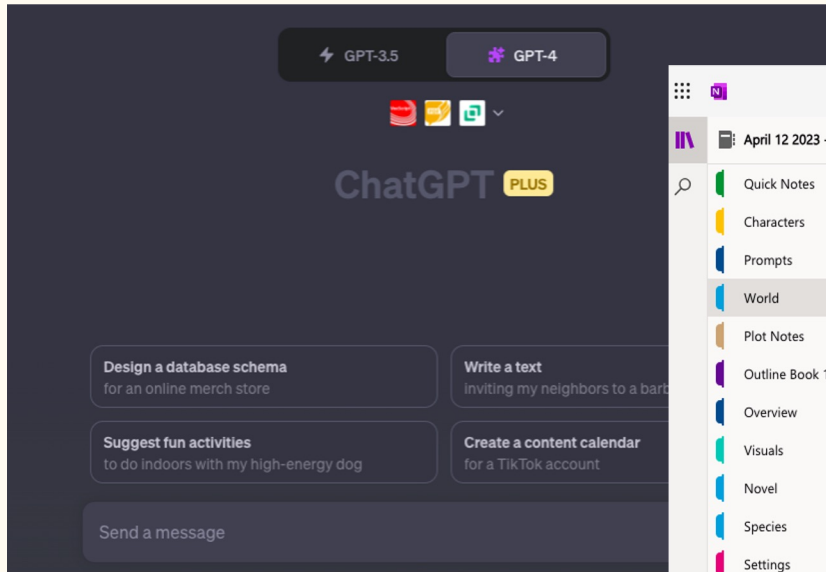 GPT-3.5
GPT-4
ChatGPT PLUS
Design a database schema
for an online merch store
Write a text
inviting my neighbors to a barb
Suggest fun activities
to do indoors with my high-energy dog
Create a content calendar
for a TikTok account
Send a message
N
April 12 2023 -
Quick Notes
Characters
Prompts
World
Plot Notes
Outline Book 1
Overview
Visuals
Novel
Species
Settings